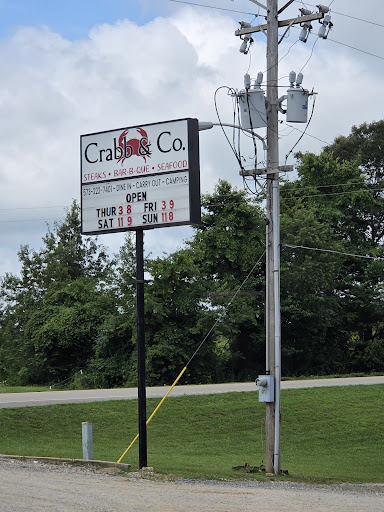 Crabb & Co.
STEAKS • BAR-B-QUE • SEAFOOD
573-223-7401 • DINE IN • CARRY OUT • CAMPING
OPEN
THUR 3 8 FRI 3 9
SAT 11 9 SUN 11 8